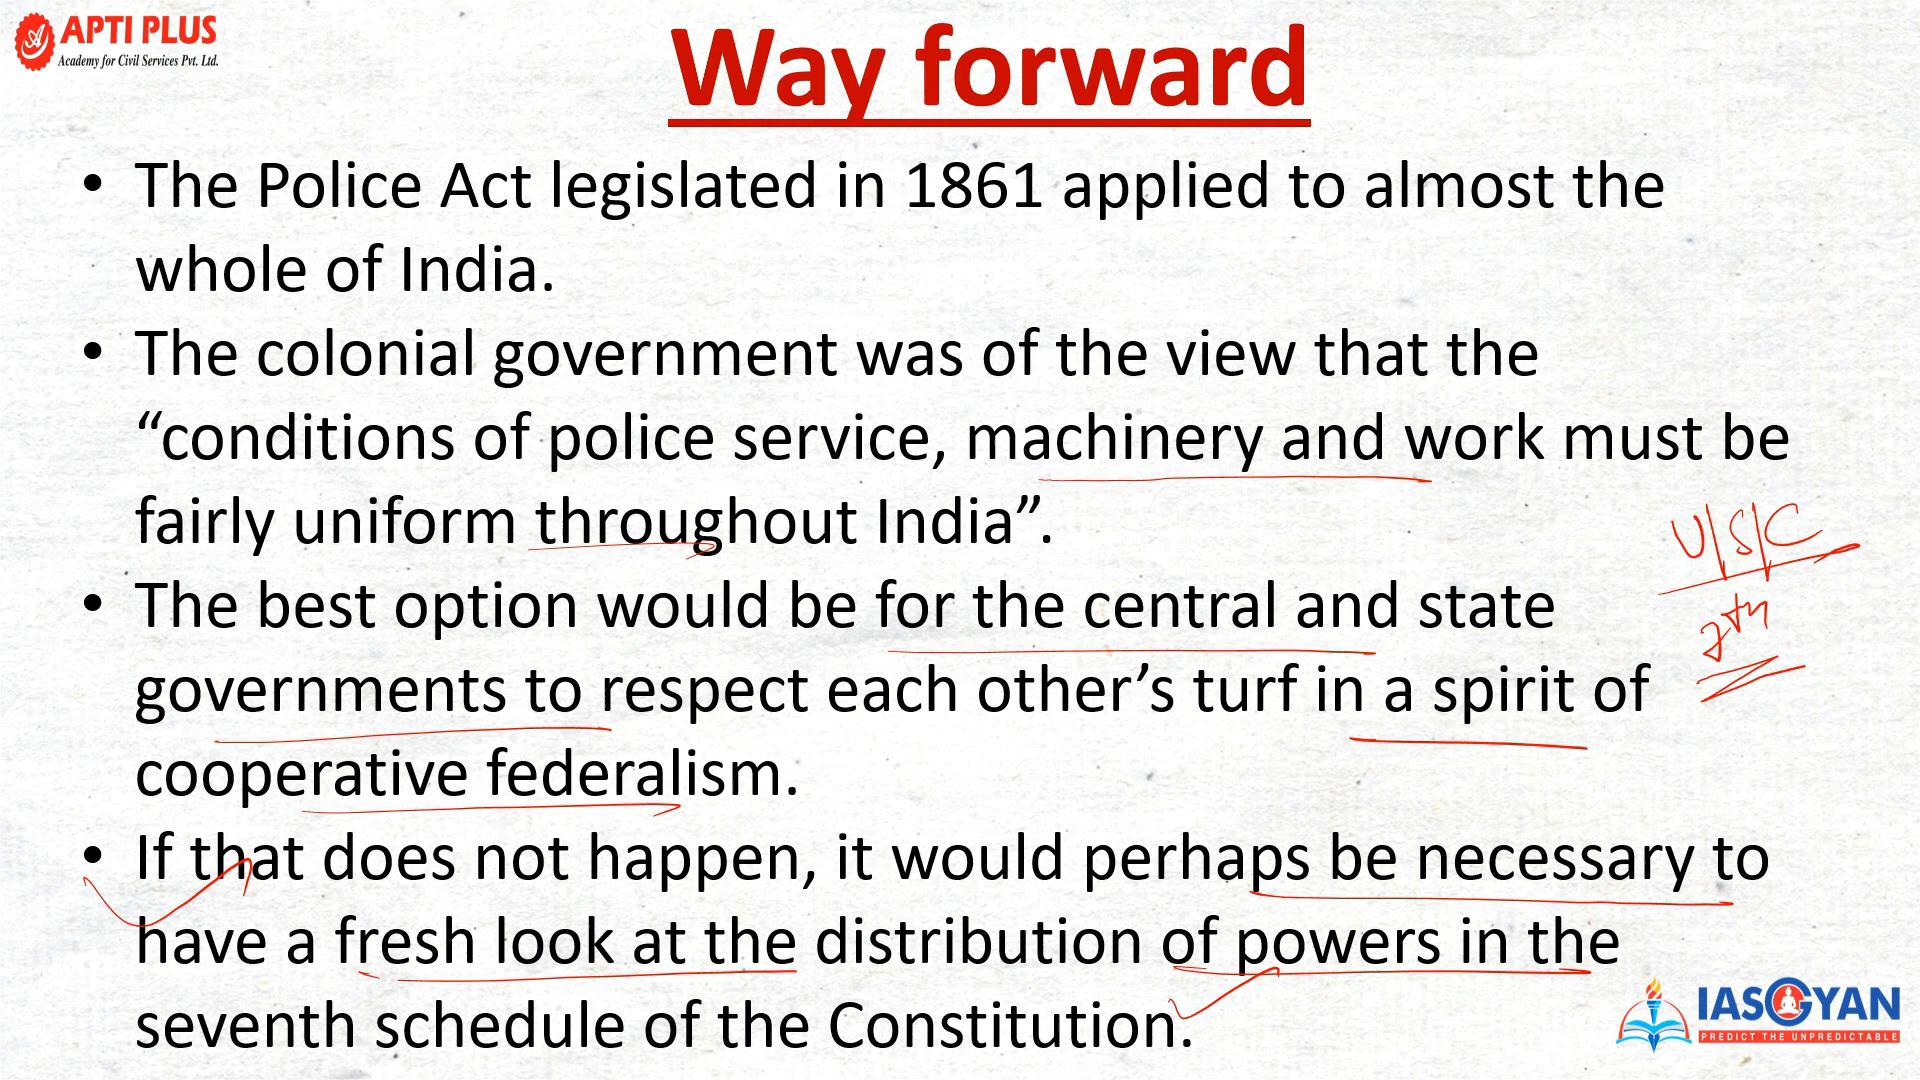 APTI PLUS
Academy for Civil Services Pvt. Ltd.
Way forward
• The Police Act legislated in 1861 applied to almost the
whole of India.
• The colonial government was of the view that the
“conditions of police service, machinery and work must be
fairly uniform throughout India”.
U/S/C
7th
• The best option would be for the central and state
governments to respect each other’s turf in a spirit of
cooperative federalism.
• If that does not happen, it would perhaps be necessary to
have a fresh look at the distribution of powers in the
seventh schedule of the Constitution.
IASGYAN
PREDICT THE UNPREDICTABLE